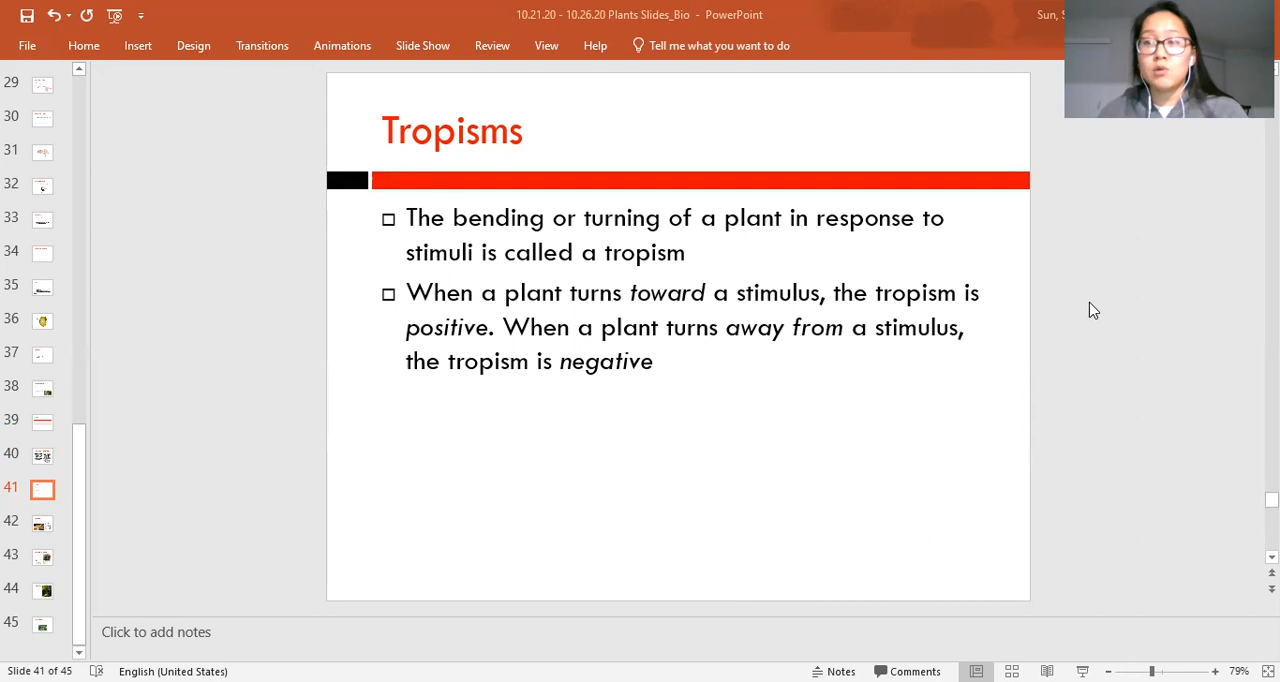 10.21.20 - 10.26.20 Plants Slides_Bio - PowerPoint
Sun, S
File Home Insert Design Transitions Animations Slide Show Review View Help Tell me what you want to do
29
30
31
32
33
34
35
36
37
38
39
40
41
42
43
44
45
Tropisms
The bending or turning of a plant in response to
stimuli is called a tropism
When a plant turns toward a stimulus, the tropism is
positive. When a plant turns away from a stimulus,
the tropism is negative
Click to add notes
Slide 41 of 45 English (United States) Notes Comments 79%